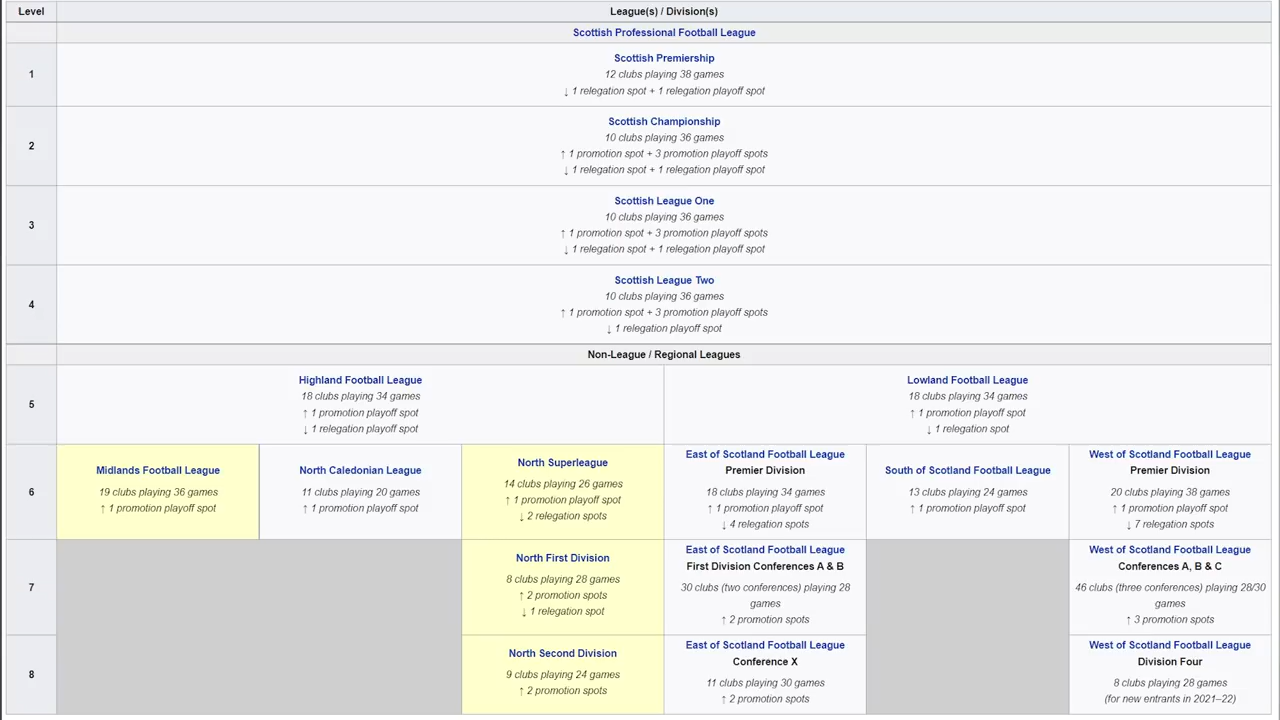 Level
League(s) / Division(s)
Scottish Professional Football League
1
Scottish Premiership
12 clubs playing 38 games
↓ 1 relegation spot + 1 relegation playoff spot
2
Scottish Championship
10 clubs playing 36 games
↑ 1 promotion spot + 3 promotion playoff spots
↓ 1 relegation spot + 1 relegation playoff spot
3
Scottish League One
10 clubs playing 36 games
↑ 1 promotion spot + 3 promotion playoff spots
↓ 1 relegation spot + 1 relegation playoff spot
4
Scottish League Two
10 clubs playing 36 games
↑ 1 promotion spot + 3 promotion playoff spots
↓ 1 relegation playoff spot
Non-League / Regional Leagues
5
Highland Football League
18 clubs playing 34 games
↑ 1 promotion playoff spot
↓ 1 relegation playoff spot
Lowland Football League
18 clubs playing 34 games
↑ 1 promotion playoff spot
↓ 1 relegation spot
6
Midlands Football League
19 clubs playing 36 games
↑ 1 promotion playoff spot
North Caledonian League
11 clubs playing 20 games
↑ 1 promotion playoff spot
North Superleague
14 clubs playing 26 games
↑ 1 promotion playoff spot
↓ 2 relegation spots
East of Scotland Football League
Premier Division
18 clubs playing 34 games
↑ 1 promotion playoff spot
↓ 4 relegation spots
South of Scotland Football League
13 clubs playing 24 games
↑ 1 promotion playoff spot
West of Scotland Football League
Premier Division
20 clubs playing 38 games
↑ 1 promotion playoff spot
↓ 7 relegation spots
7
North First Division
8 clubs playing 28 games
↑ 2 promotion spots
↓ 1 relegation spot
East of Scotland Football League
First Division Conferences A & B
30 clubs (two conferences) playing 28
games
↑ 2 promotion spots
West of Scotland Football League
Conferences A, B & C
46 clubs (three conferences) playing 28/30
games
↑ 3 promotion spots
8
North Second Division
9 clubs playing 24 games
↑ 2 promotion spots
East of Scotland Football League
Conference X
11 clubs playing 30 games
↑ 2 promotion spots
West of Scotland Football League
Division Four
8 clubs playing 28 games
(for new entrants in 2021–22)